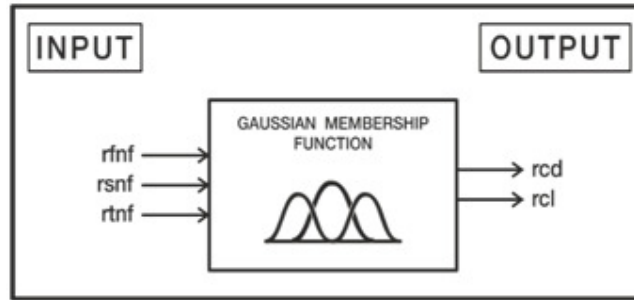 INPUT
OUTPUT
GAUSSIAN MEMBERSHIP
FUNCTION
rfnf
rsnf
rtnf
rcd
rcl